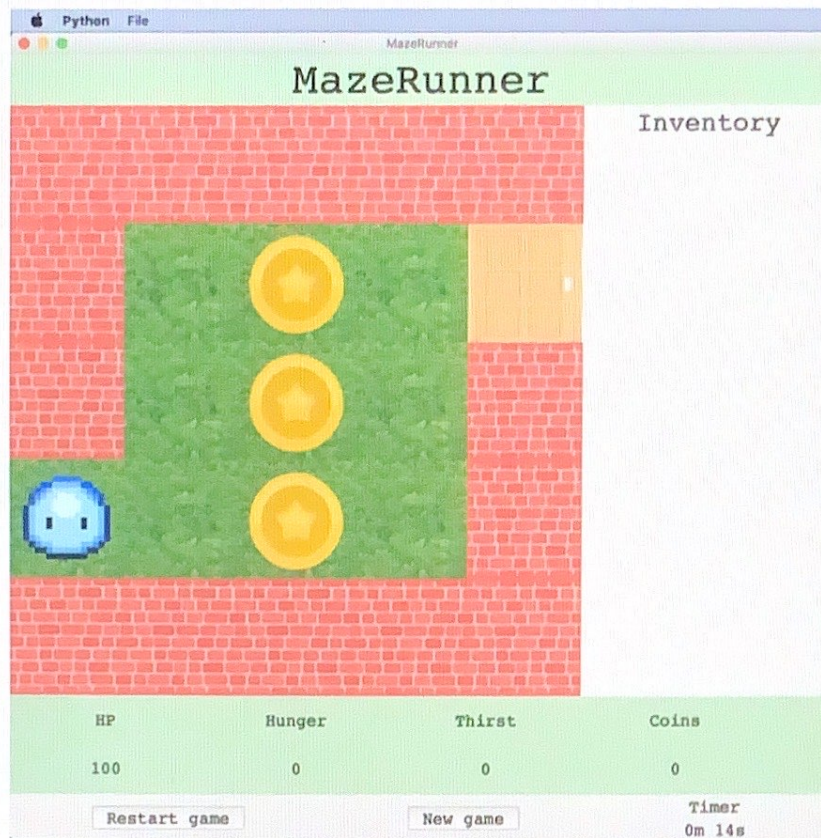 Python File
MazeRunner
MazeRunner
Inventory
HP Hunger Thirst Coins
100 0 0 0
Restart game New game Timer
0m 14s